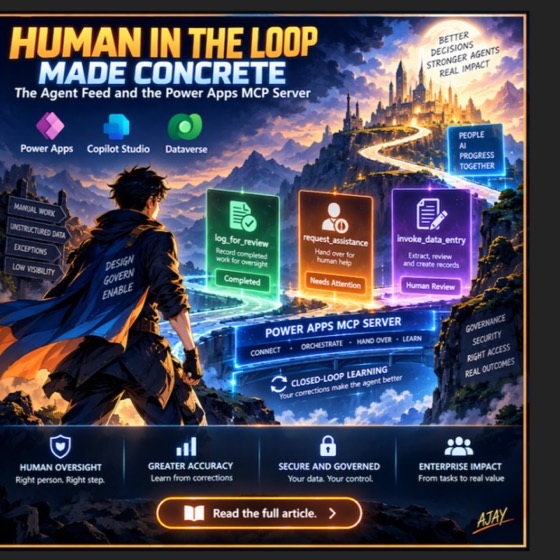 HUMAN IN THE LOOP
MADE CONCRETE
The Agent Feed and the Power Apps MCP Server
Power Apps
Copilot Studio
Dataverse
BETTER
DECISIONS
STRONGER AGENTS
REAL IMPACT
PEOPLE
AI
PROGRESS
TOGETHER
MANUAL WORK
UNSTRUCTURED DATA
EXCEPTIONS
LOW VISIBILITY
DESIGN
GOVERN
ENABLE
log_for_review
Record completed
work for oversight
Completed
request_assistance
Hand over for
human help
Needs Attention
invoke_data_entry
Extract, review
and create records
Human Review
POWER APPS MCP SERVER
CONNECT • ORCHESTRATE • HAND OVER • LEARN
CLOSED-LOOP LEARNING
Your corrections make the agent better
GOVERNANCE
SECURITY
RIGHT ACCESS
REAL OUTCOMES
HUMAN OVERSIGHT
Right person. Right step.
GREATER ACCURACY
Learn from corrections
SECURE AND GOVERNED
Your data. Your control.
ENTERPRISE IMPACT
From tasks to real value
Read the full article.
AJAY